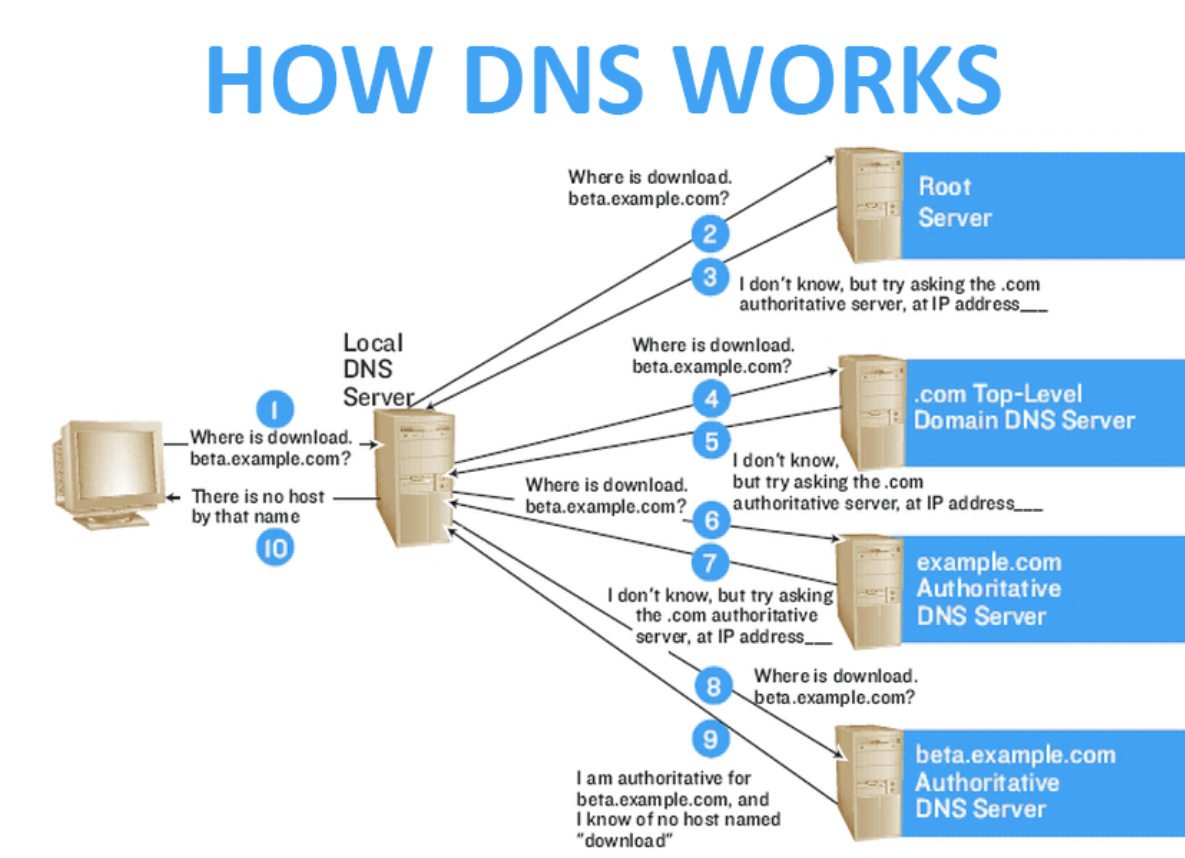 HOW DNS WORKS
Where is download.
beta.example.com?
2
Root
Server
3
I don't know, but try asking the .com
authoritative server, at IP address___
Local
DNS
Server
Where is download.
beta.example.com?
4
.com Top-Level
Domain DNS Server
5
I don't know,
but try asking the .com
authoritative server, at IP address___
1
Where is download.
beta.example.com?
There is no host
by that name
10
Where is download.
beta.example.com?
6
example.com
Authoritative
DNS Server
7
I don't know, but try asking
the .com authoritative
server, at IP address___
8
Where is download.
beta.example.com?
9
beta.example.com
Authoritative
DNS Server
I am authoritative for
beta.example.com, and
I know of no host named
"download"